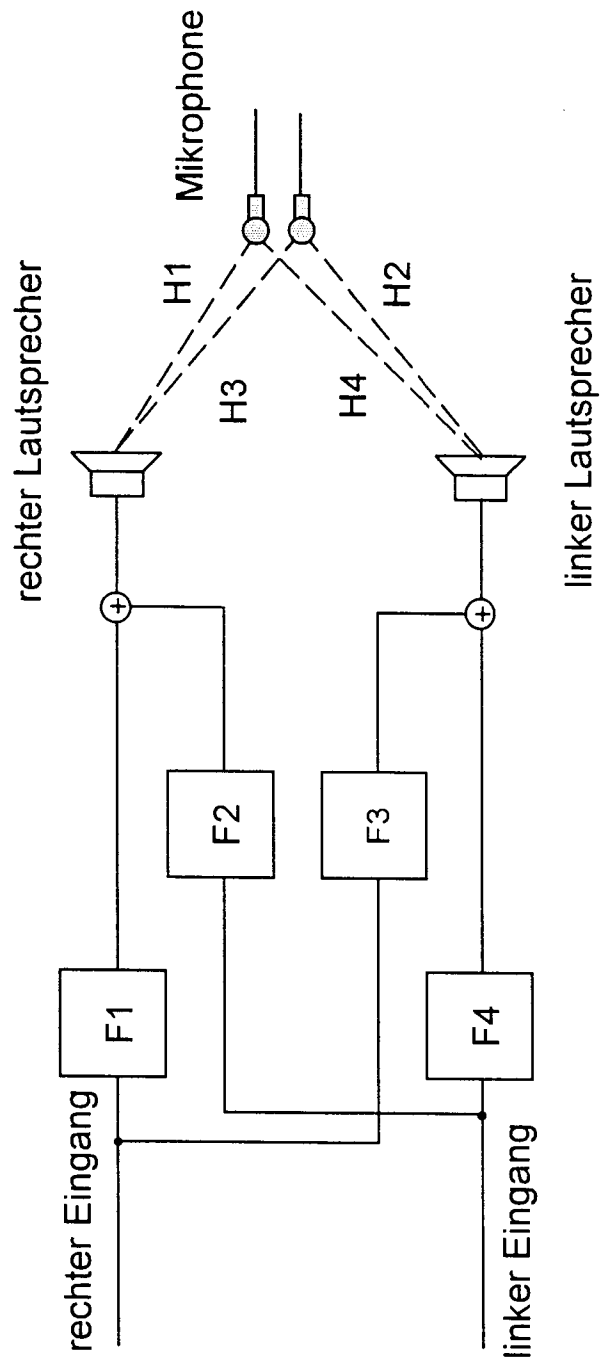 rechter Eingang
F1
F2
rechter Lautsprecher
H1
H3
Mikrophone
H4
H2
F3
F4
linker Eingang
linker Lautsprecher